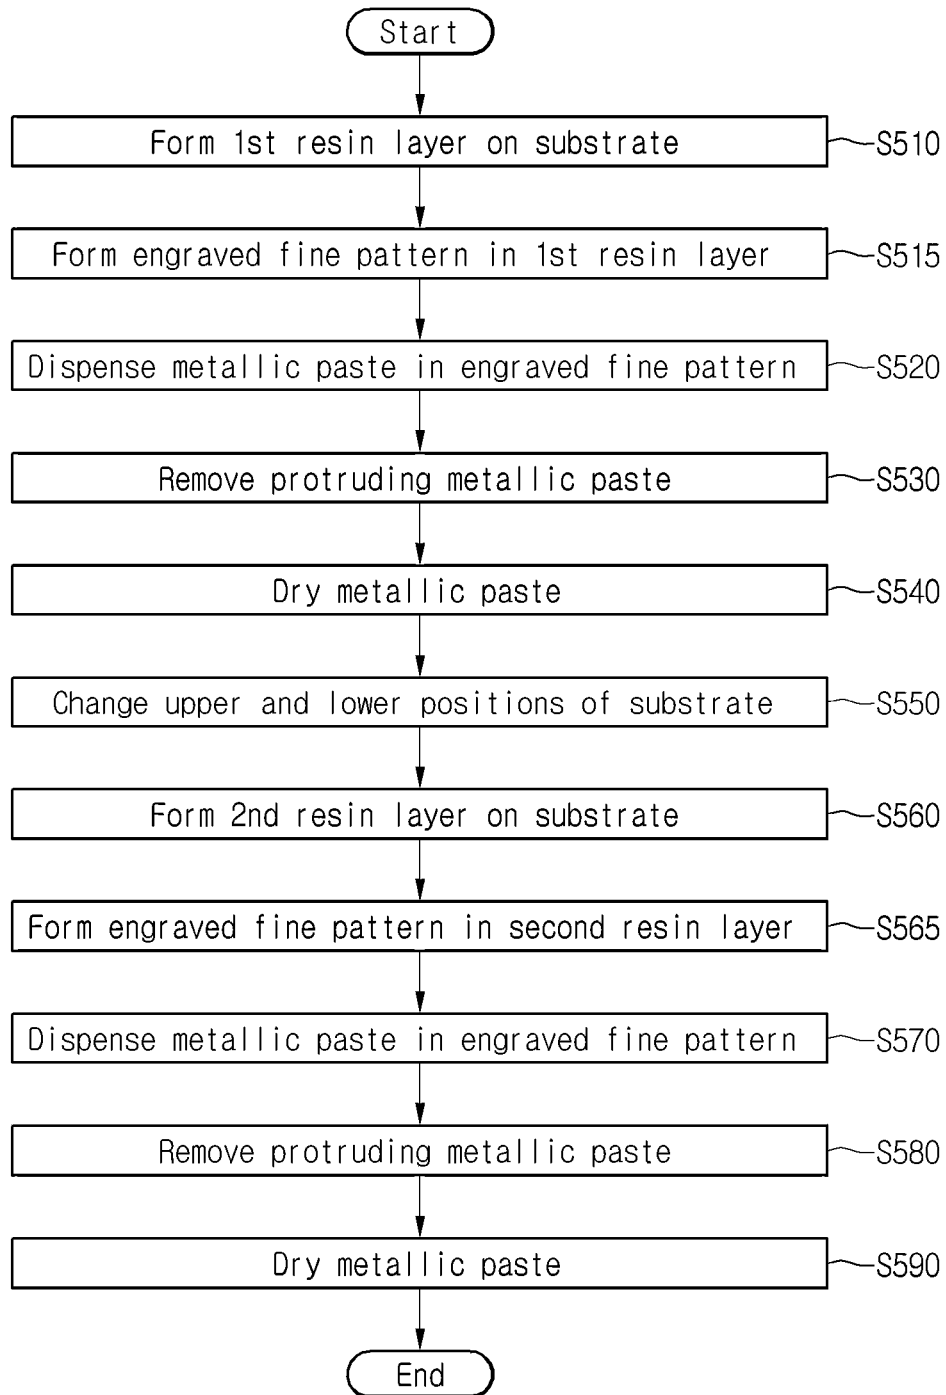 Start
Form 1st resin layer on substrate
S510
Form engraved fine pattern in 1st resin layer
S515
Dispense metallic paste in engraved fine pattern
S520
Remove protruding metallic paste
S530
Dry metallic paste
S540
Change upper and lower positions of substrate
S550
Form 2nd resin layer on substrate
S560
Form engraved fine pattern in second resin layer
S565
Dispense metallic paste in engraved fine pattern
S570
Remove protruding metallic paste
S580
Dry metallic paste
S590
End